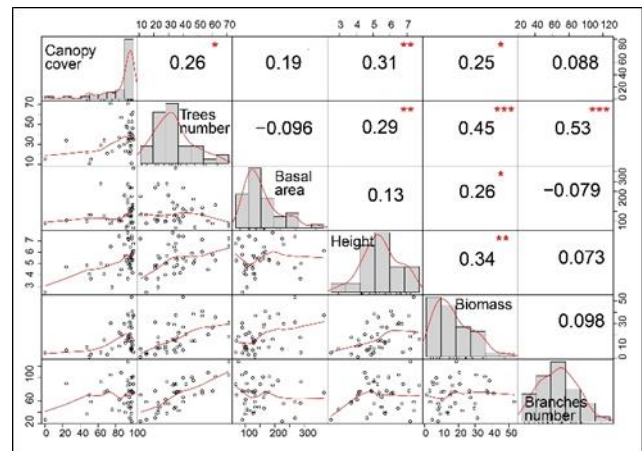 10 20 30 40 50 60 70
3 4 5 6 7
20 40 60 80 100 120
Canopy cover
0.26 *
0.19
0.31 **
0.25 *
0.088
0 20 40 60 80
10 30 50 70
Trees number
−0.096
0.29 **
0.45 ***
0.53 ***
Basal area
0.13
0.26 *
−0.079
100 200 300
3 4 5 6 7
Height
0.34 **
0.073
Biomass
0.098
0 10 30 50
20 60 100
Branches number
0 20 40 60 80 100
100 200 300
0 10 20 30 40 50